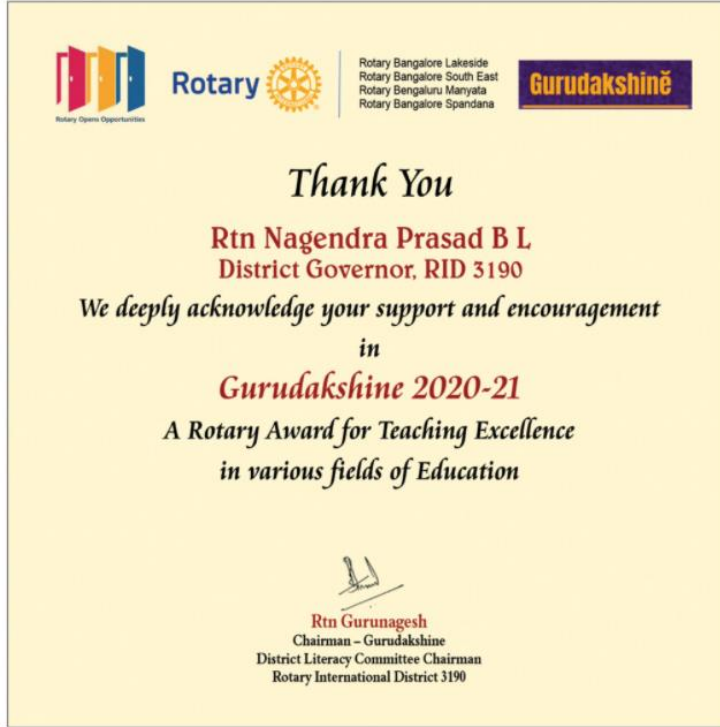 Rotary Opens Opportunities
Rotary
Rotary Bangalore Lakeside
Rotary Bangalore South East
Rotary Bengaluru Manyata
Rotary Bangalore Spandana
Gurudakshinĕ
Thank You
Rtn Nagendra Prasad B L
District Governor, RID 3190
We deeply acknowledge your support and encouragement
in
Gurudakshine 2020-21
A Rotary Award for Teaching Excellence
in various fields of Education
Rtn Gurunagesh
Chairman – Gurudakshine
District Literacy Committee Chairman
Rotary International District 3190